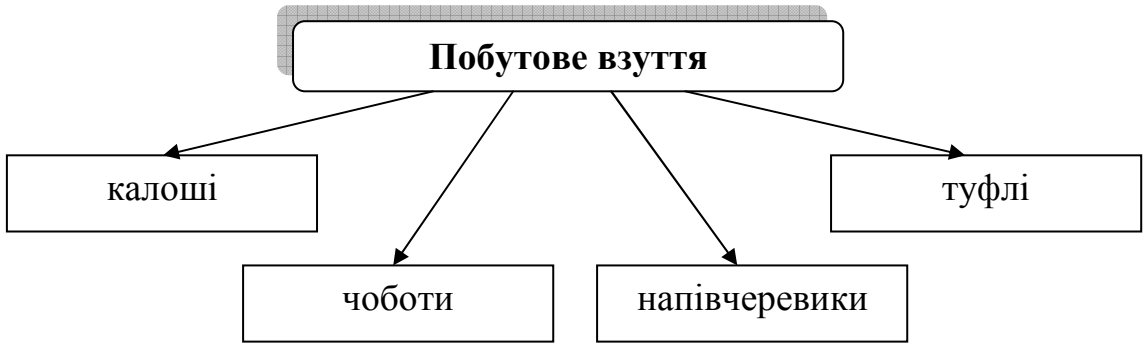 Побутове взуття
калоші
туфлі
чоботи
напівчеревики